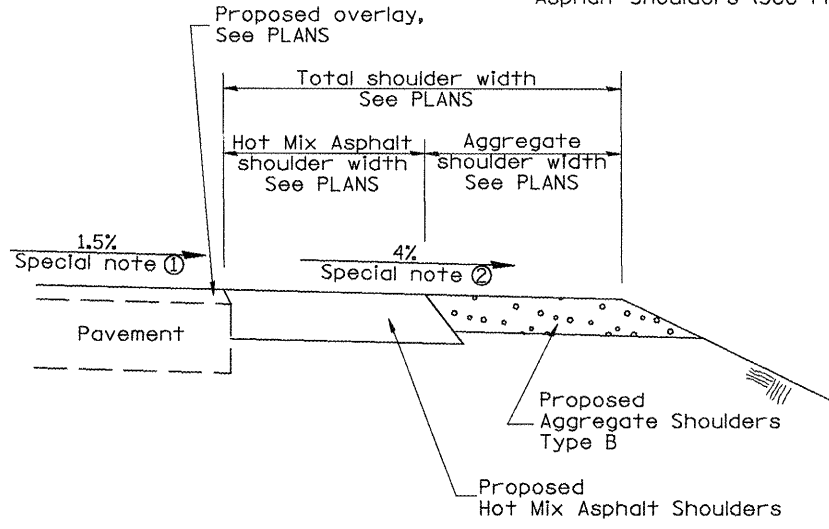 Asphalt Shoulders (See
Proposed overlay,
See PLANS
Total shoulder width
See PLANS
Hot Mix Asphalt
shoulder width
See PLANS
Aggregate
shoulder width
See PLANS
1.5%
Special note ①
4%
Special note ②
Pavement
Proposed
Aggregate Shoulders
Type B
Proposed
Hot Mix Asphalt Shoulders